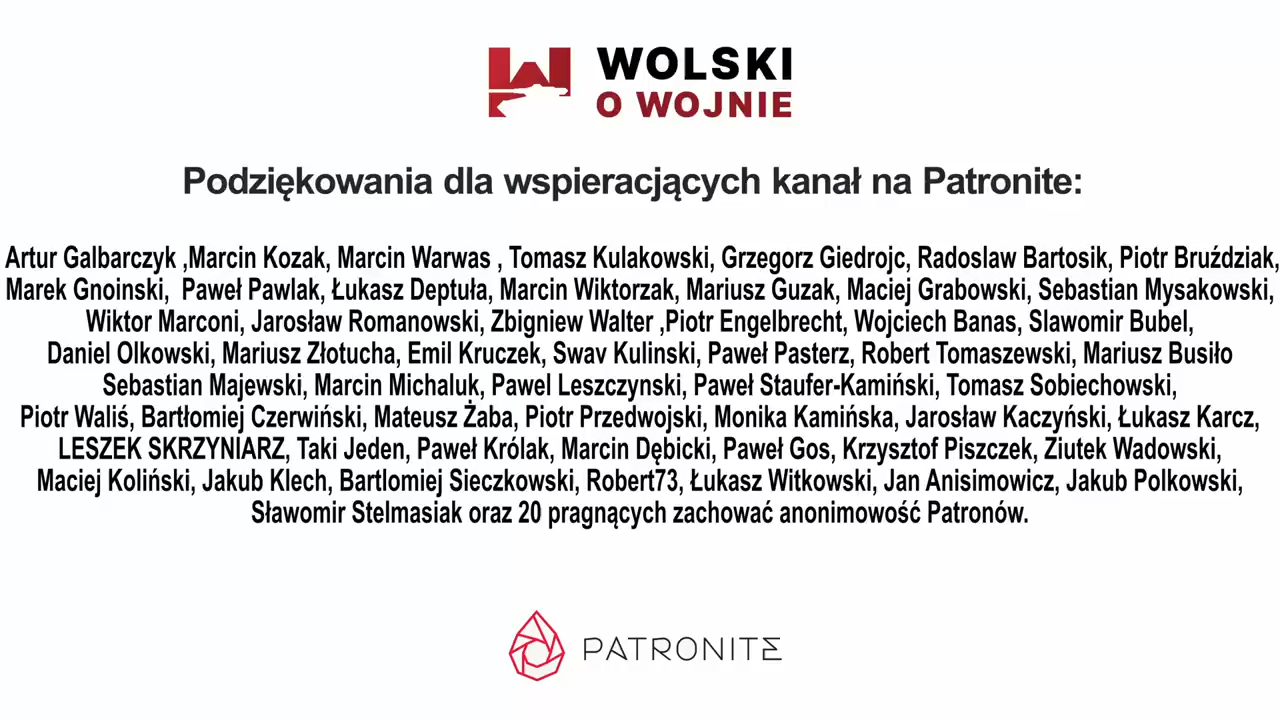 WOLSKI
O WOJNIE
Podziękowania dla wspieracjących kanał na Patronite:
Artur Galbarczyk ,Marcin Kozak, Marcin Warwas , Tomasz Kulakowski, Grzegorz Giedrojc, Radoslaw Bartosik, Piotr Bruździak,
Marek Gnoinski,  Paweł Pawlak, Łukasz Deptuła, Marcin Wiktorzak, Mariusz Guzak, Maciej Grabowski, Sebastian Mysakowski,
Wiktor Marconi, Jarosław Romanowski, Zbigniew Walter ,Piotr Engelbrecht, Wojciech Banas, Slawomir Bubel,
Daniel Olkowski, Mariusz Złotucha, Emil Kruczek, Swav Kulinski, Paweł Pasterz, Robert Tomaszewski, Mariusz Busiło
Sebastian Majewski, Marcin Michaluk, Pawel Leszczynski, Paweł Staufer-Kamiński, Tomasz Sobiechowski,
Piotr Waliś, Bartłomiej Czerwiński, Mateusz Żaba, Piotr Przedwojski, Monika Kamińska, Jarosław Kaczyński, Łukasz Karcz,
LESZEK SKRZYNIARZ, Taki Jeden, Paweł Królak, Marcin Dębicki, Paweł Gos, Krzysztof Piszczek, Ziutek Wadowski,
Maciej Koliński, Jakub Klech, Bartlomiej Sieczkowski, Robert73, Łukasz Witkowski, Jan Anisimowicz, Jakub Polkowski,
Sławomir Stelmasiak oraz 20 pragnących zachować anonimowość Patronów.
PATRONITE